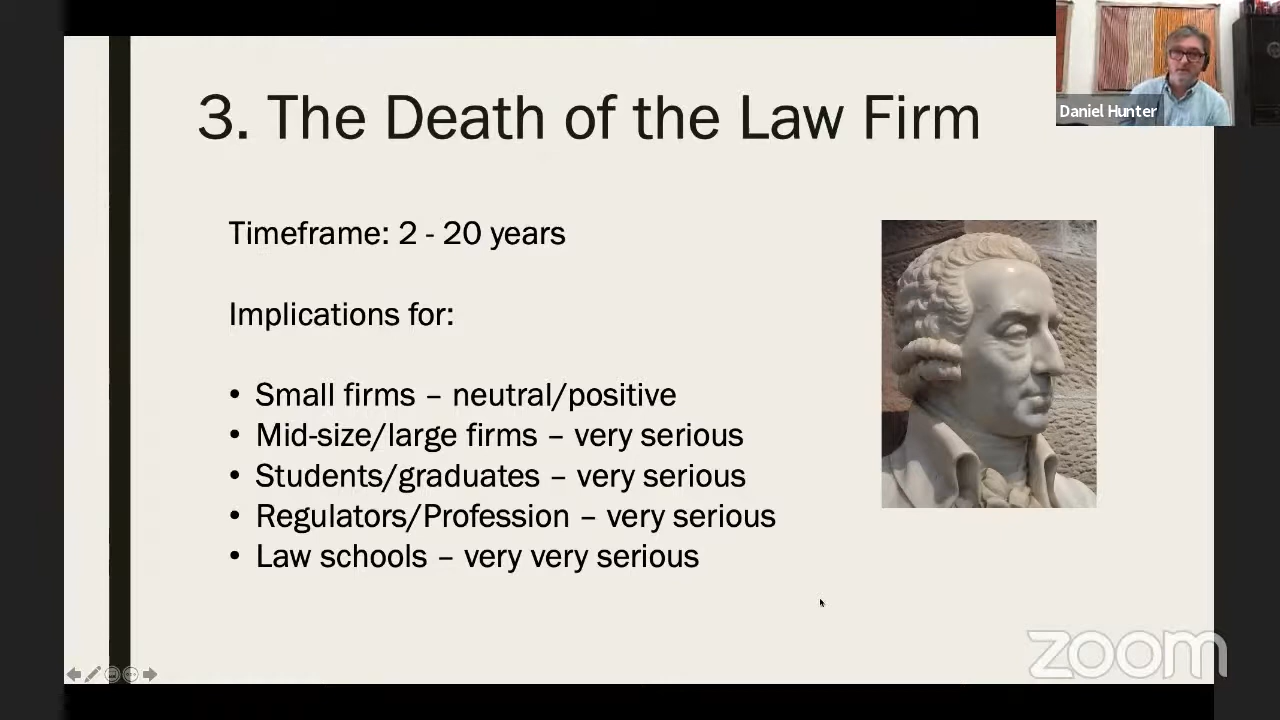 3. The Death of the Law Firm
Daniel Hunter
Timeframe: 2 - 20 years
Implications for:
• Small firms – neutral/positive
• Mid-size/large firms – very serious
• Students/graduates – very serious
• Regulators/Profession – very serious
• Law schools – very very serious
zoom